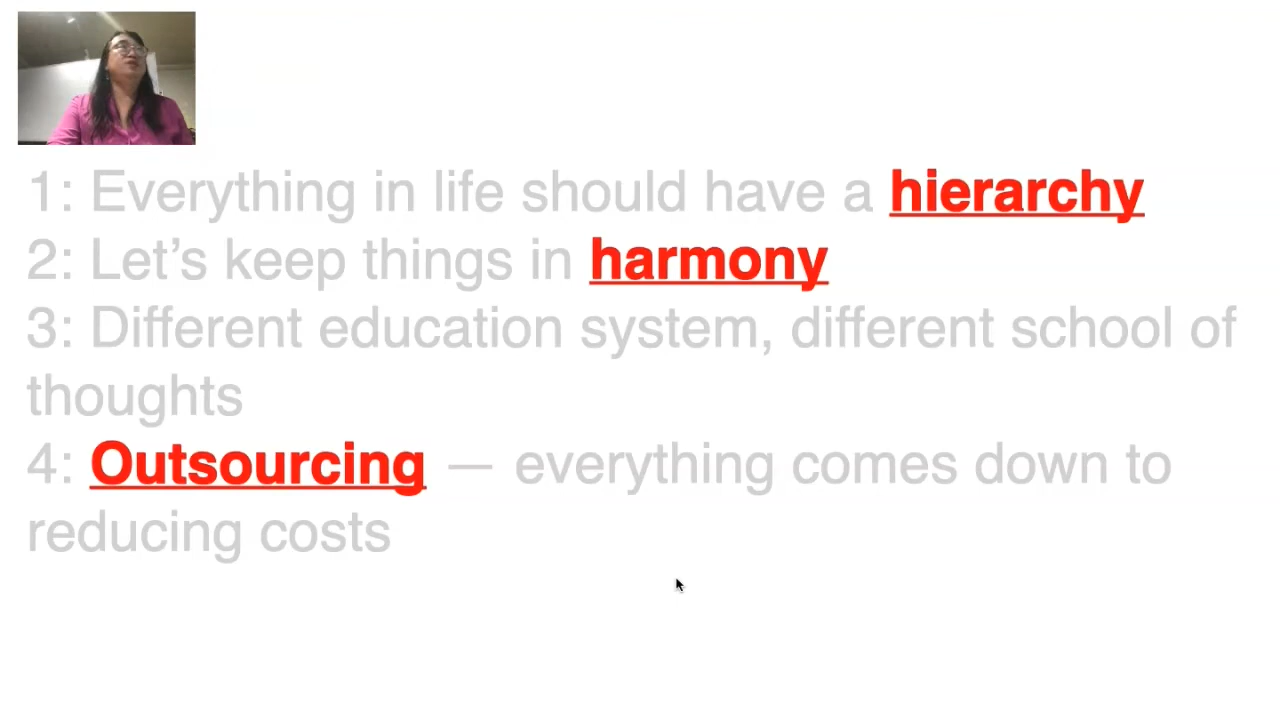 1: Everything in life should have a hierarchy
2: Let’s keep things in harmony
3: Different education system, different school of
thoughts
4: Outsourcing — everything comes down to
reducing costs